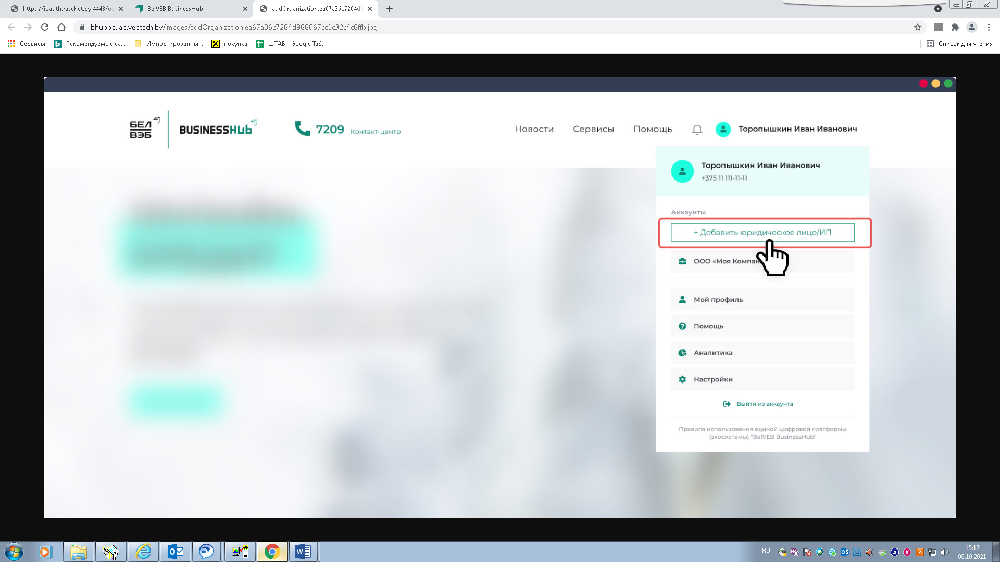 https://ioauth.raschet.by:4443/oa
BelVEB BusinessHub
addOrganization.ea67a36c7264d9
bhubpp.lab.vebtech.by/images/addOrganization.ea67a36c7264d966067cc1c32c4c6ffb.jpg
Сервисы
Рекомендуемые са...
Импортированны...
покупка
ШТАБ - Google Таб...
Список для чтения
БЕЛ
ВЭБ
BUSINESSHub
7209 Контакт-центр
Новости
Сервисы
Помощь
Торопышкин Иван Иванович
Торопышкин Иван Иванович
+375 11 111-11-11
Аккаунты
+ Добавить юридическое лицо/ИП
ООО «Моя Компан
Мой профиль
Помощь
Аналитика
Настройки
Выйти из аккаунта
Правила использования единой цифровой платформы
(экосистемы) "BelVEB BusinessHub"
RU
15:17
06.10.2021